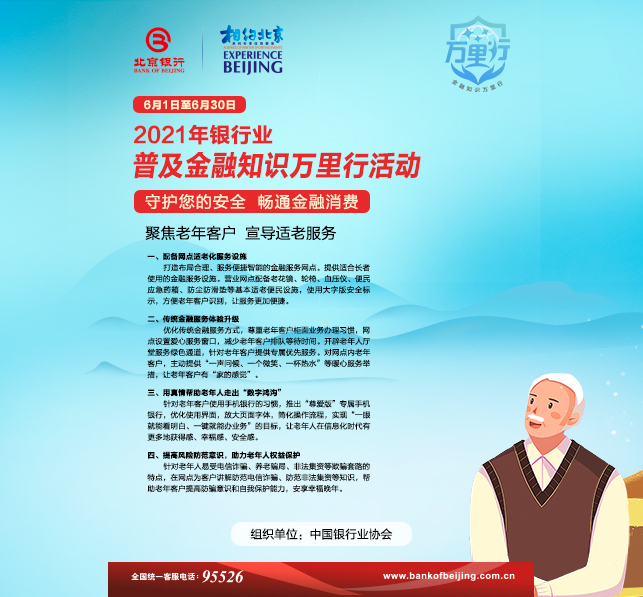 北京银行
BANK OF BEIJING
相约北京
EXPERIENCE
BEIJING
万里行
金融知识万里行
6月1日至6月30日
2021年银行业
普及金融知识万里行活动
守护您的安全 畅通金融消费
聚焦老年客户 宣导适老服务
一、配备网点适老化服务设施
打造布局合理、服务便捷智能的金融服务网点。提供适合长者
使用的金融服务设施。营业网点配备老花镜、轮椅、血压仪、便民
应急药箱、防尘防滑垫等基本适老便民设施，使用大字版安全标
示，方便老年客户识别，让服务更加便捷。
二、传统金融服务体验升级
优化传统金融服务方式，尊重老年客户柜面业务办理习惯，网
点设置爱心服务窗口，减少老年客户排队等待时间。开辟老年人厅
堂服务绿色通道，针对老年客户提供专属优先服务。对网点内老年
客户，主动提供“一声问候、一个微笑、一杯热水”等暖心服务举
措，让老年客户有“家的感觉”。
三、用真情帮助老年人走出“数字鸿沟”
针对老年客户使用手机银行的习惯，推出“尊爱版”专属手机
银行，优化使用界面，放大页面字体，简化操作流程，实现“一眼
就能看明白、一键就能办业务”的目标，让老年人在信息化时代有
更多地获得感、幸福感、安全感。
四、提高风险防范意识，助力老年人权益保护
针对老年人易受电信诈骗、养老骗局、非法集资等欺骗套路的
特点，在网点为客户讲解防范电信诈骗、防范非法集资等知识，帮
助老年客户提高防骗意识和自我保护能力，安享幸福晚年。
组织单位：中国银行业协会
全国统一客服电话：95526
www.bankofbeijing.com.cn